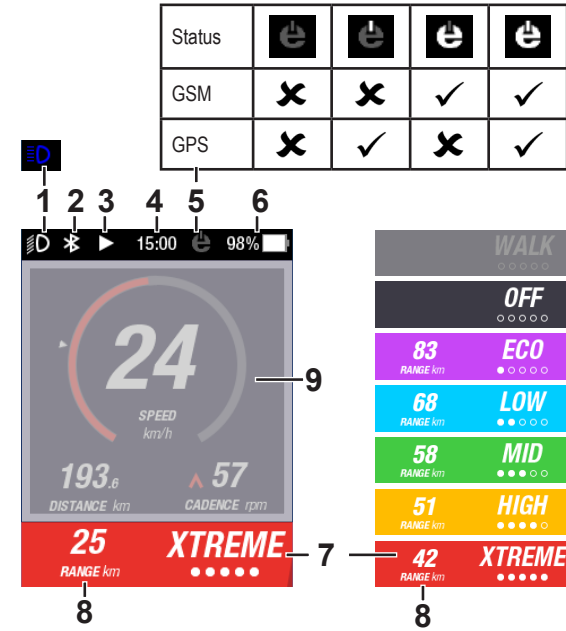 Status
GSM ✗ ✗ ✓ ✓
GPS ✗ ✓ ✗ ✓
1 2 3 4 5 6
15:00 98%
24
SPEED
km/h
9
193.6 57
DISTANCE km CADENCE rpm
25 XTREME
RANGE km
7
8
WALK
OFF
83 ECO
RANGE km
68 LOW
RANGE km
58 MID
RANGE km
51 HIGH
RANGE km
42 XTREME
RANGE km
8